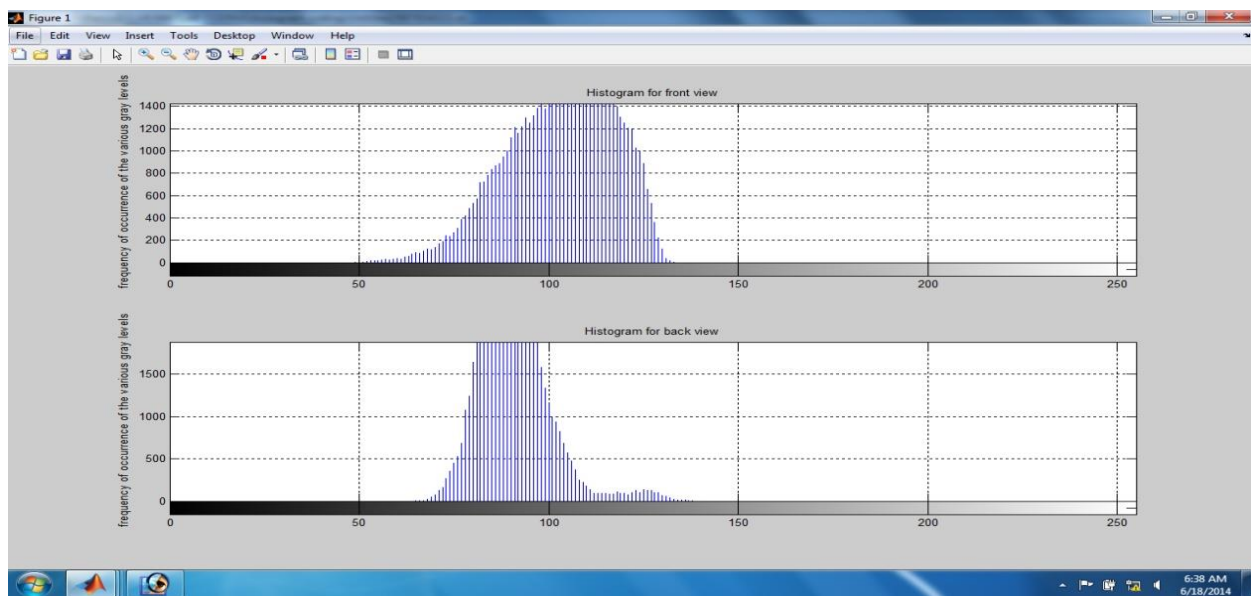 Figure 1
File Edit View Insert Tools Desktop Window Help
Histogram for front view
frequency of occurrence of the various gray levels
1400
1200
1000
800
600
400
200
0
0 50 100 150 200 250
Histogram for back view
frequency of occurrence of the various gray levels
1500
1000
500
0
0 50 100 150 200 250
6:38 AM
6/18/2014